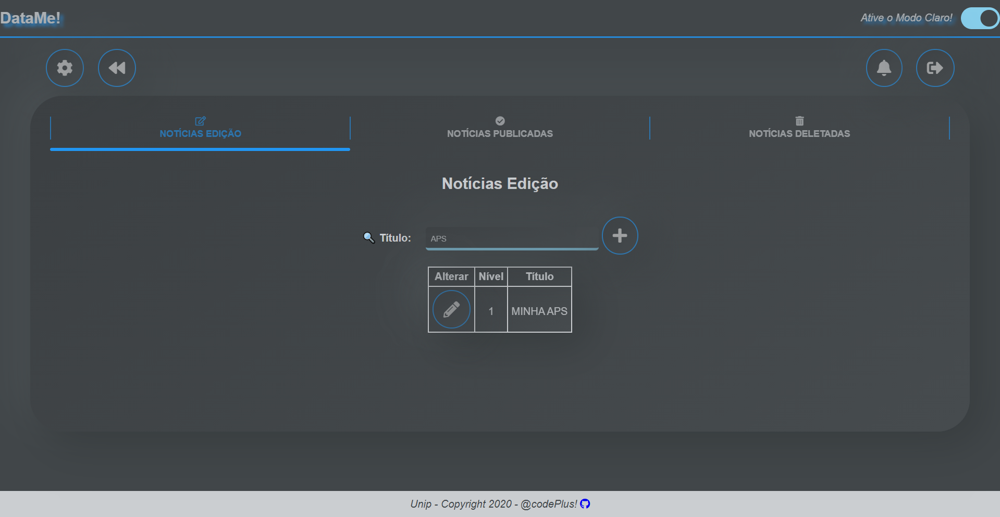 DataMe!
Ative o Modo Claro!
NOTÍCIAS EDIÇÃO
NOTÍCIAS PUBLICADAS
NOTÍCIAS DELETADAS
Notícias Edição
Título:
APS
Alterar Nível Título
1 MINHA APS
Unip - Copyright 2020 - @codePlus!